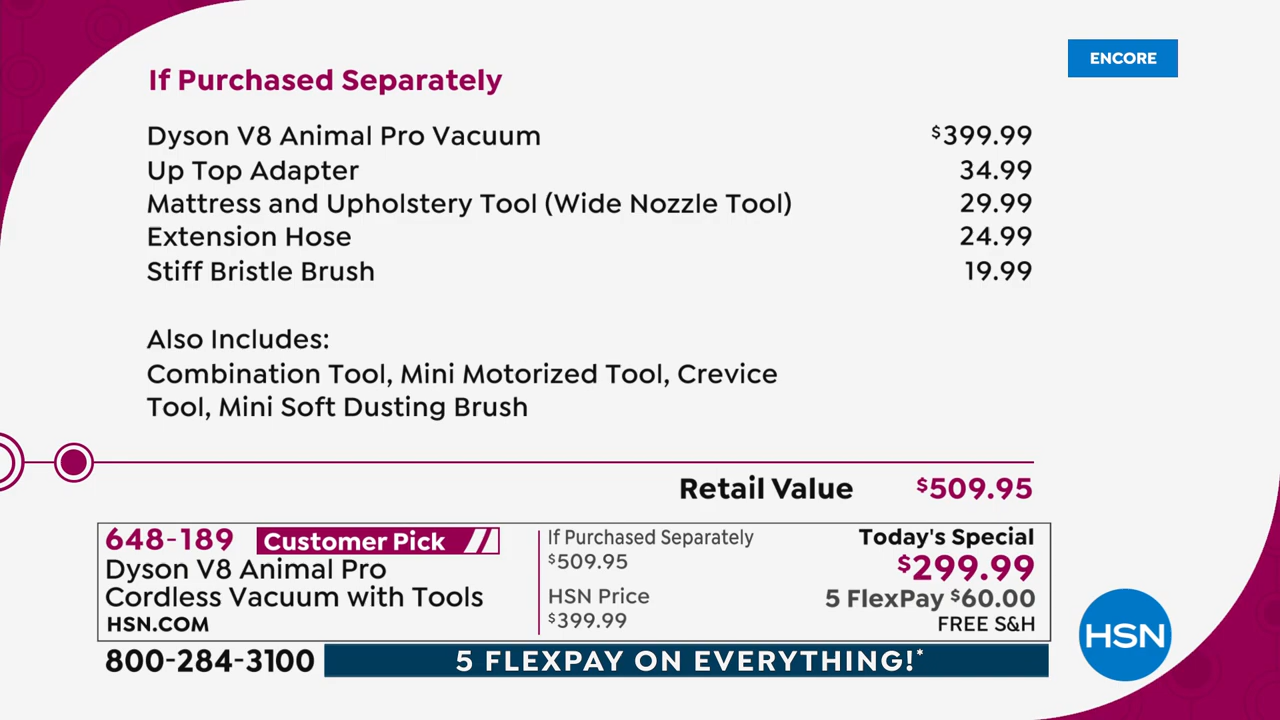 ENCORE
If Purchased Separately
Dyson V8 Animal Pro Vacuum $399.99
Up Top Adapter 34.99
Mattress and Upholstery Tool (Wide Nozzle Tool) 29.99
Extension Hose 24.99
Stiff Bristle Brush 19.99
Also Includes:
Combination Tool, Mini Motorized Tool, Crevice
Tool, Mini Soft Dusting Brush
Retail Value $509.95
648-189 Customer Pick
Dyson V8 Animal Pro
Cordless Vacuum with Tools
HSN.COM
If Purchased Separately
$509.95
HSN Price
$399.99
Today's Special
$299.99
5 FlexPay $60.00
FREE S&H
HSN
800-284-3100 5 FLEXPAY ON EVERYTHING!*